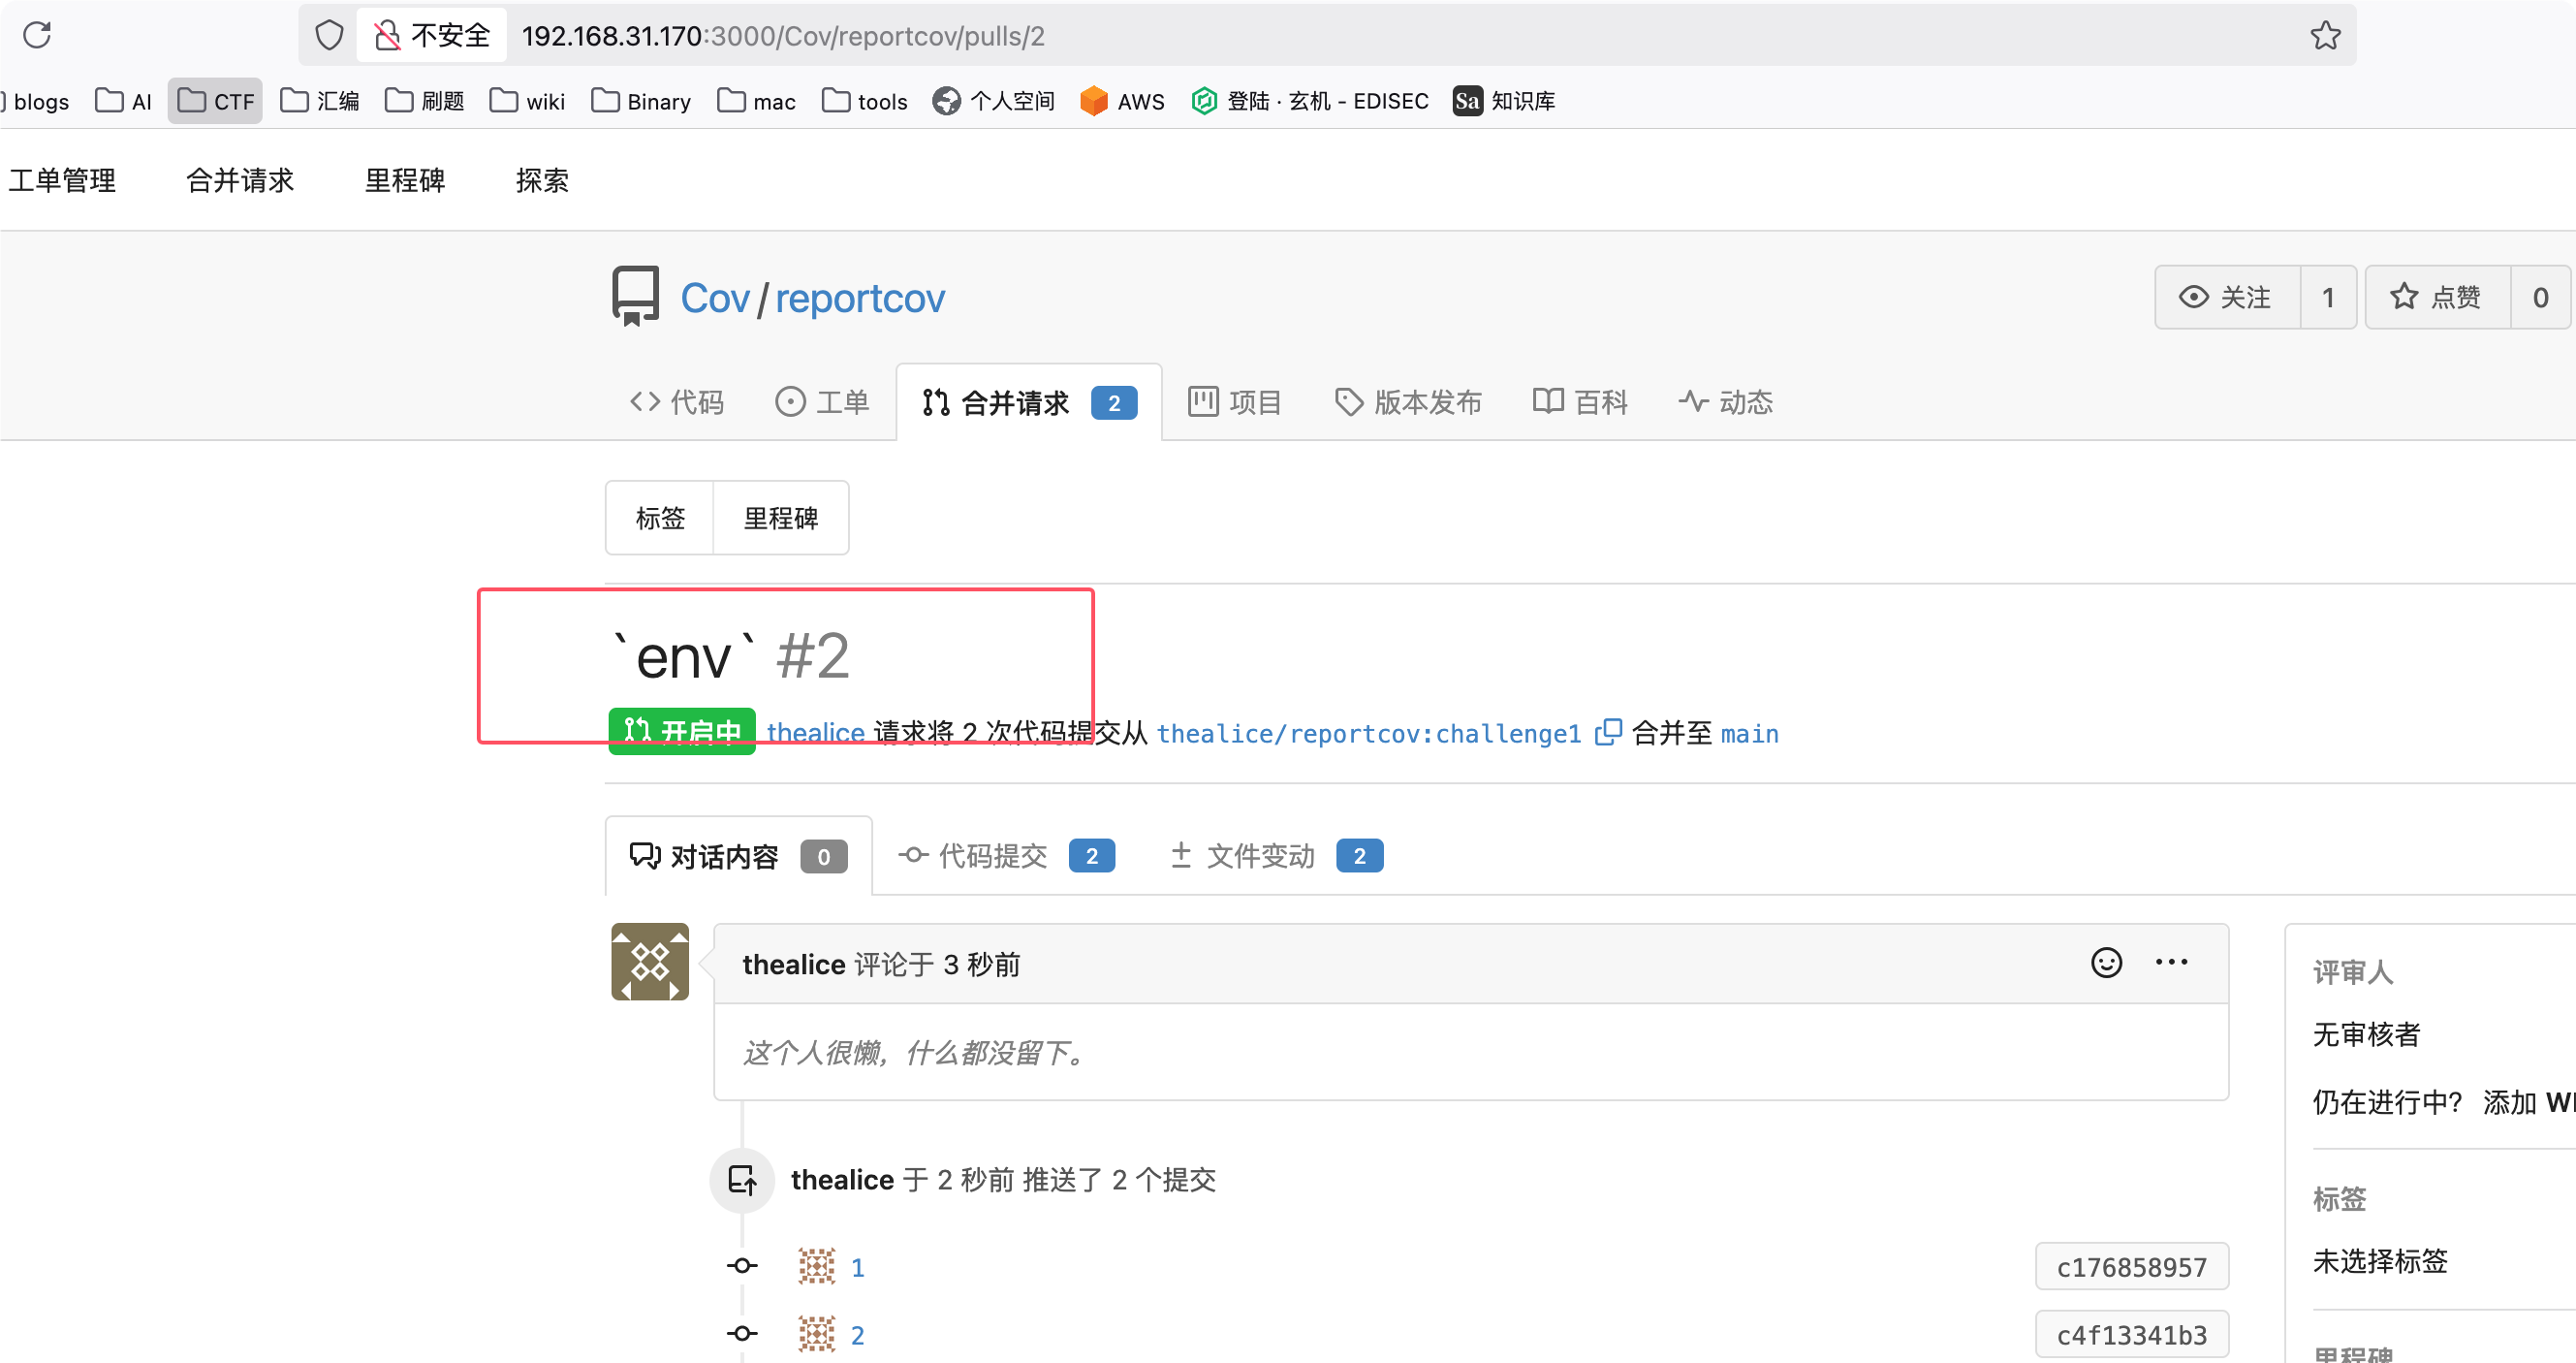 不安全 192.168.31.170:3000/Cov/reportcov/pulls/2
blogs AI CTF 汇编 刷题 wiki Binary mac tools 个人空间 AWS 登陆 · 玄机 - EDISEC Sa 知识库
工单管理 合并请求 里程碑 探索
Cov/reportcov 关注 1 点赞 0
代码 工单 合并请求 2 项目 版本发布 百科 动态
标签 里程碑
`env` #2
开启中 thealice 请求将 2 次代码提交从 thealice/reportcov:challenge1 合并至 main
对话内容 0 代码提交 2 文件变动 2
thealice 评论于 3 秒前
这个人很懒，什么都没留下。
thealice 于 2 秒前 推送了 2 个提交
1 c176858957
2 c4f13341b3
评审人
无审核者
仍在进行中? 添加
标签
未选择标签
里程碑